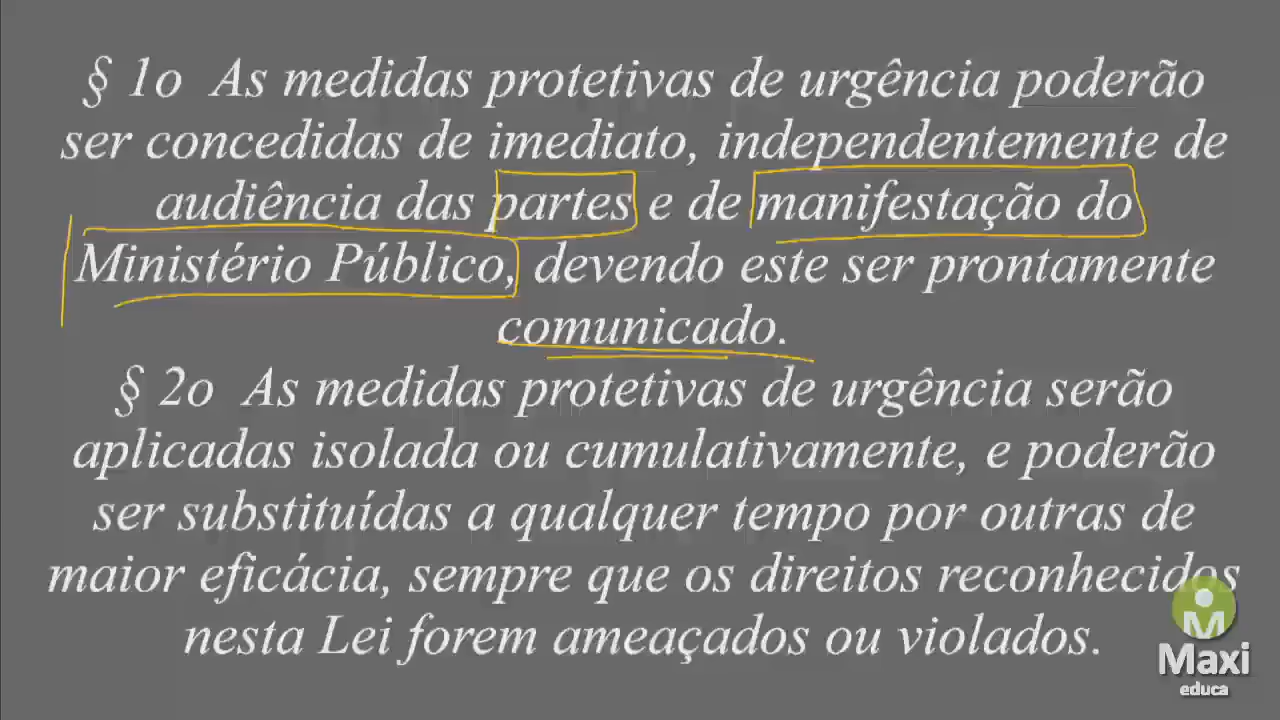 § 1o As medidas protetivas de urgência poderão
ser concedidas de imediato, independentemente de
audiência das partes e de manifestação do
Ministério Público, devendo este ser prontamente
comunicado.
§ 2o As medidas protetivas de urgência serão
aplicadas isolada ou cumulativamente, e poderão
ser substituídas a qualquer tempo por outras de
maior eficácia, sempre que os direitos reconhecidos
nesta Lei forem ameaçados ou violados.
M
Maxi
educa